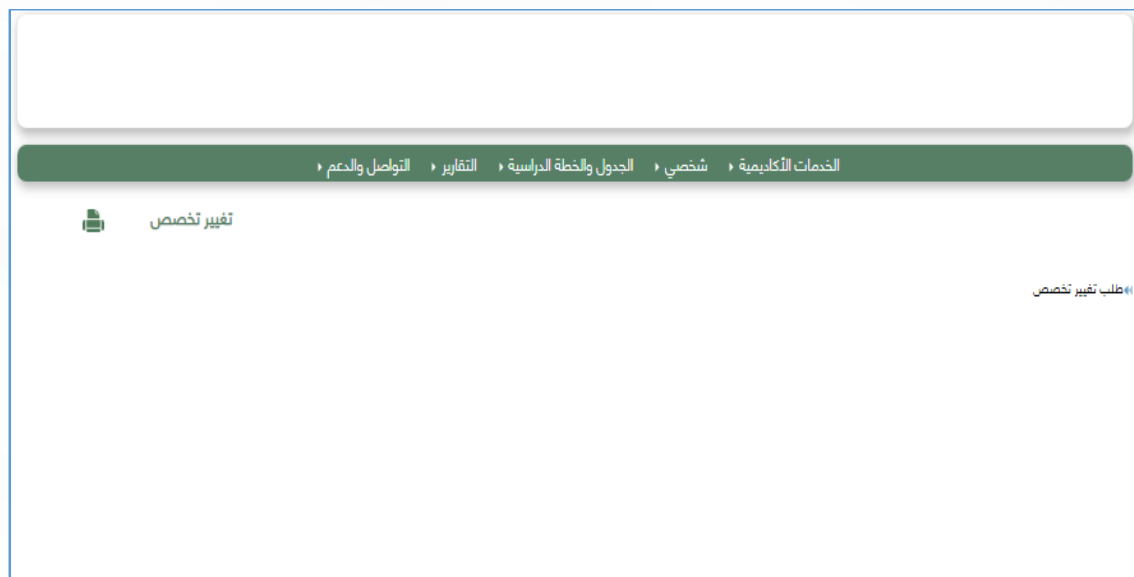 الخدمات الأكاديمية شخصي الجدول والخطة الدراسية التقارير التواصل والدعم
تغيير تخصص
طلب تغيير تخصص